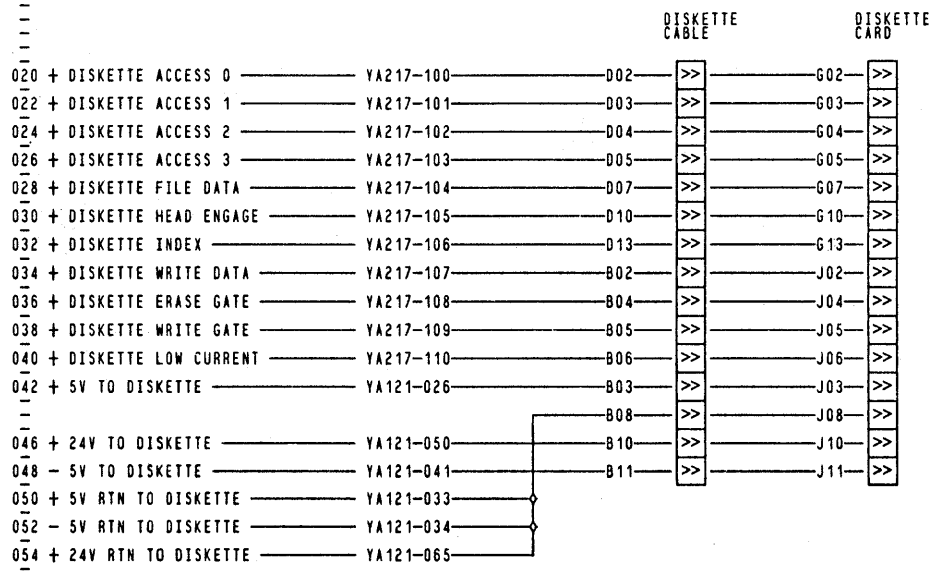 DISKETTE CABLE DISKETTE CARD
020 + DISKETTE ACCESS 0 YA217-100 D02 >> G02 >>
022 + DISKETTE ACCESS 1 YA217-101 D03 >> G03 >>
024 + DISKETTE ACCESS 2 YA217-102 D04 >> G04 >>
026 + DISKETTE ACCESS 3 YA217-103 D05 >> G05 >>
028 + DISKETTE FILE DATA YA217-104 D07 >> G07 >>
030 + DISKETTE HEAD ENGAGE YA217-105 D10 >> G10 >>
032 + DISKETTE INDEX YA217-106 D13 >> G13 >>
034 + DISKETTE WRITE DATA YA217-107 B02 >> J02 >>
036 + DISKETTE ERASE GATE YA217-108 B04 >> J04 >>
038 + DISKETTE WRITE GATE YA217-109 B05 >> J05 >>
040 + DISKETTE LOW CURRENT YA217-110 B06 >> J06 >>
042 + 5V TO DISKETTE YA121-026 B03 >> J03 >>
B08 >> J08 >>
046 + 24V TO DISKETTE YA121-050 B10 >> J10 >>
048 - 5V TO DISKETTE YA121-041 B11 >> J11 >>
050 + 5V RTN TO DISKETTE YA121-033
052 - 5V RTN TO DISKETTE YA121-034
054 + 24V RTN TO DISKETTE YA121-065